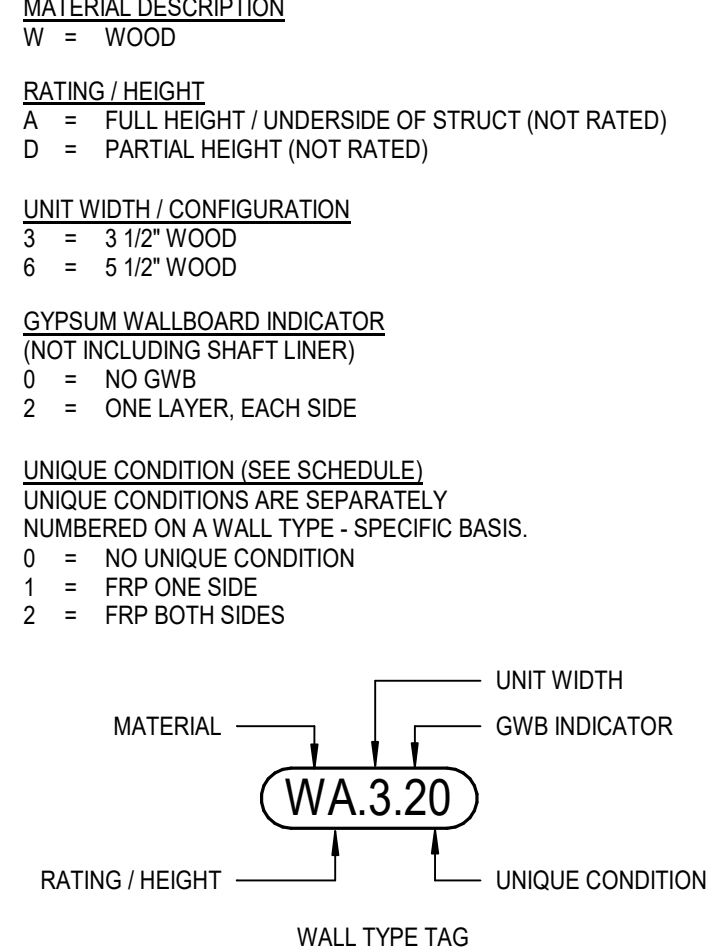 MATERIAL DESCRIPTION
W = WOOD
RATING / HEIGHT
A = FULL HEIGHT / UNDERSIDE OF STRUCT (NOT RATED)
D = PARTIAL HEIGHT (NOT RATED)
UNIT WIDTH / CONFIGURATION
3 = 3 1/2" WOOD
6 = 5 1/2" WOOD
GYPSUM WALLBOARD INDICATOR
(NOT INCLUDING SHAFT LINER)
0 = NO GWB
2 = ONE LAYER, EACH SIDE
UNIQUE CONDITION (SEE SCHEDULE)
UNIQUE CONDITIONS ARE SEPARATELY
NUMBERED ON A WALL TYPE - SPECIFIC BASIS.
0 = NO UNIQUE CONDITION
1 = FRP ONE SIDE
2 = FRP BOTH SIDES
UNIT WIDTH
MATERIAL
GWB INDICATOR
WA.3.20
RATING / HEIGHT
UNIQUE CONDITION
WALL TYPE TAG